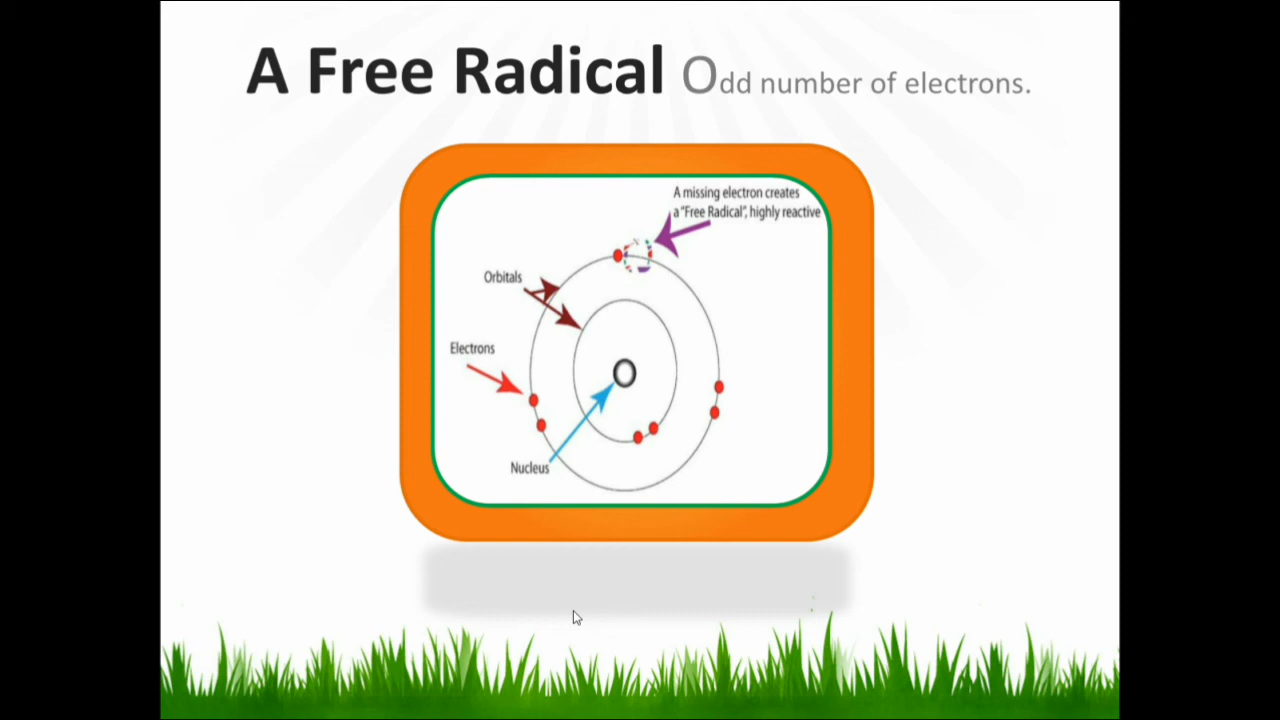 A Free Radical Odd number of electrons.
A missing electron creates
a "Free Radical", highly reactive
Orbitals
Electrons
Nucleus